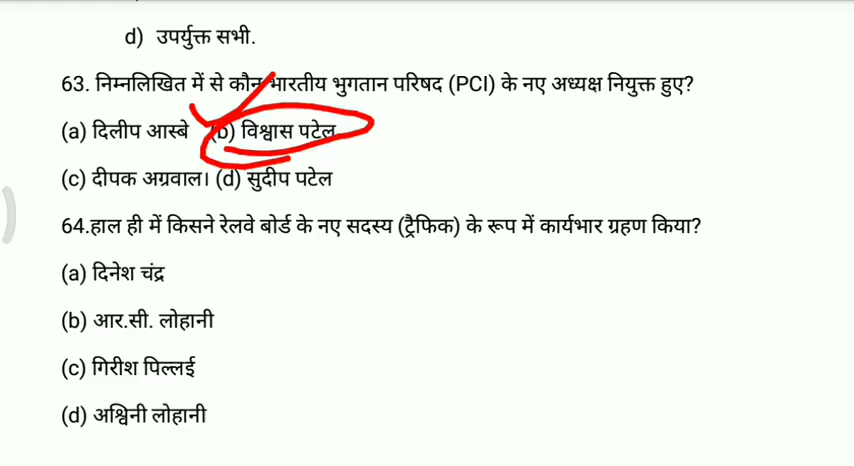 d) उपर्युक्त सभी.
63. निम्नलिखित में से कौन भारतीय भुगतान परिषद (PCI) के नए अध्यक्ष नियुक्त हुए?
(a) दिलीप आस्बे (b) विश्वास पटेल
(c) दीपक अग्रवाल। (d) सुदीप पटेल
64.हाल ही में किसने रेलवे बोर्ड के नए सदस्य (ट्रैफिक) के रूप में कार्यभार ग्रहण किया?
(a) दिनेश चंद्र
(b) आर.सी. लोहानी
(c) गिरीश पिल्लई
(d) अश्विनी लोहानी